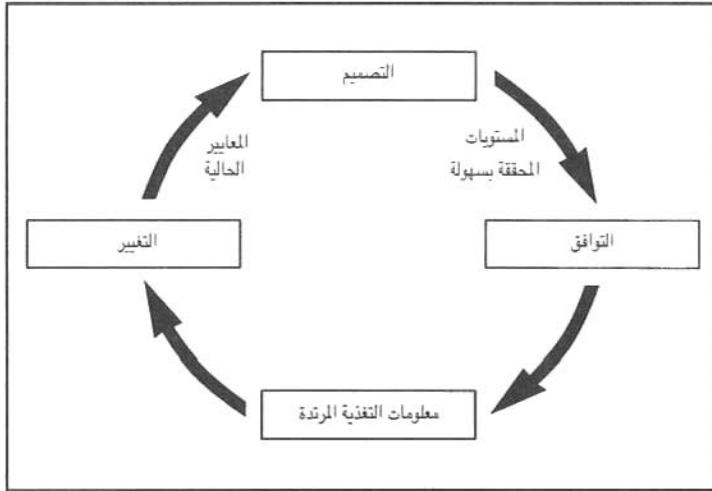 التصميم
المستويات
المحققة بسهولة
المعايير
الحالية
التوافق
التغيير
معلومات التغذية المرتدة